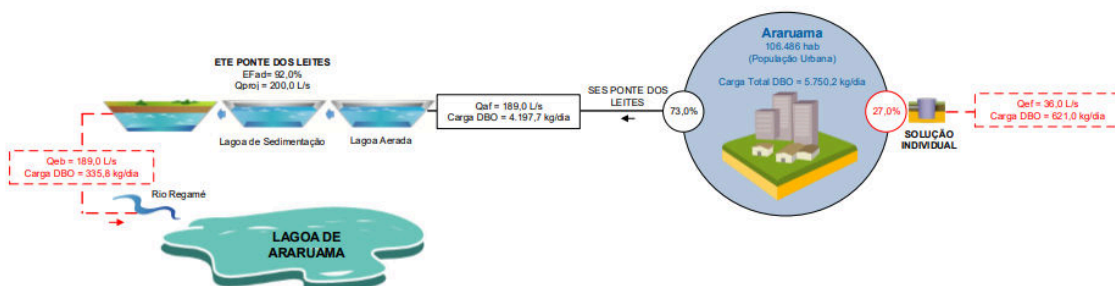 ETE PONTE DOS LEITES
EFad= 92,0%
Qproj = 200,0 L/s
Lagoa de Sedimentação
Lagoa Aerada
Qeb = 189,0 L/s
Carga DBO = 335,8 kg/dia
Rio Regamé
LAGOA DE
ARARUAMA
Qaf = 189,0 L/s
Carga DBO = 4.197,7 kg/dia
SES PONTE DOS
LEITES
73,0%
Araruama
106.486 hab
(População Urbana)
Carga Total DBO = 5.750,2 kg/dia
27,0%
SOLUÇÃO
INDIVIDUAL
Qef = 36,0 L/s
Carga DBO = 621,0 kg/dia